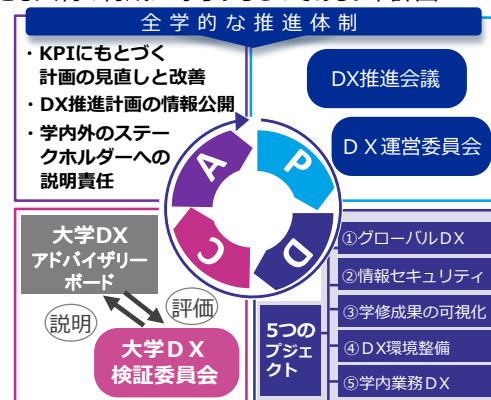 全学的な推進体制
・KPIにもとづく
計画の見直しと改善
・DX推進計画の情報公開
・学内外のステー
クホルダーへの
説明責任
DX推進会議
DX運営委員会
A
P
C
D
大学DX
アドバイザリー
ボード
説明
評価
大学DX
検証委員会
5つの
プジェ
クト
①グローバルDX
②情報セキュリティ
③学修成果の可視化
④DX環境整備
⑤学内業務DX